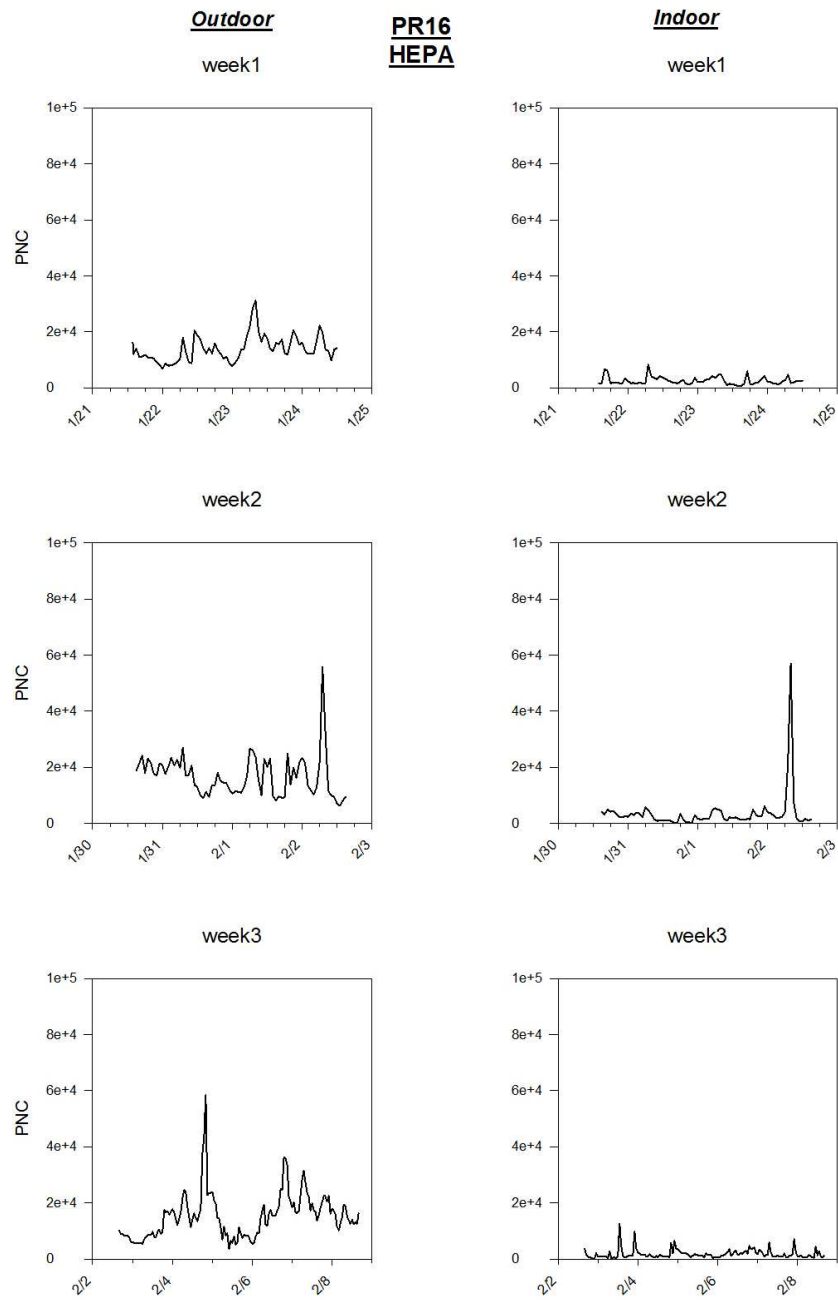 Outdoor
PR16
HEPA
Indoor
week1
week1
1e+5
8e+4
6e+4
4e+4
2e+4
0
PNC
1/21
1/22
1/23
1/24
1/25
1e+5
8e+4
6e+4
4e+4
2e+4
0
1/21
1/22
1/23
1/24
1/25
week2
week2
1e+5
8e+4
6e+4
4e+4
2e+4
0
PNC
1/30
1/31
2/1
2/2
2/3
1e+5
8e+4
6e+4
4e+4
2e+4
0
1/30
1/31
2/1
2/2
2/3
week3
week3
1e+5
8e+4
6e+4
4e+4
2e+4
0
PNC
2/2
2/4
2/6
2/8
1e+5
8e+4
6e+4
4e+4
2e+4
0
2/2
2/4
2/6
2/8